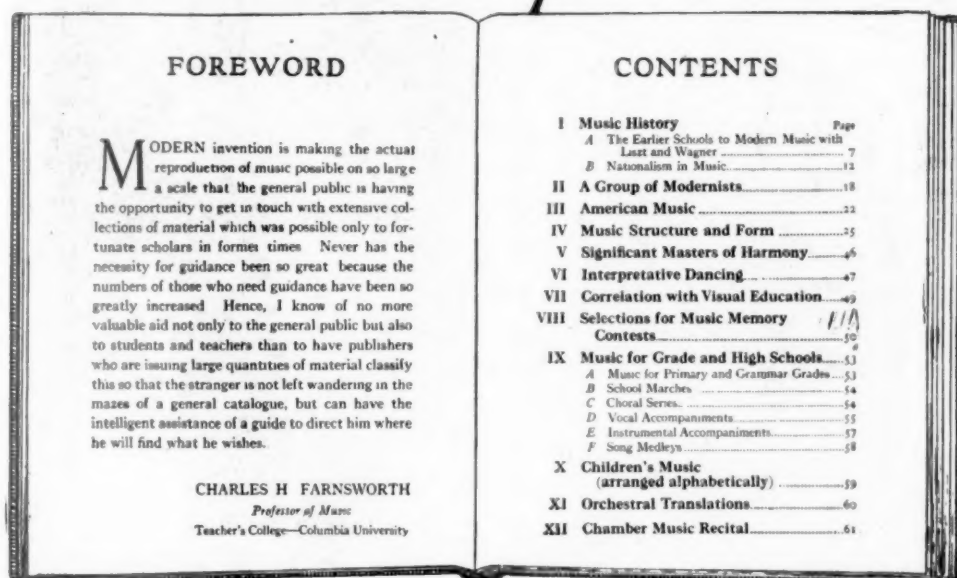 FOREWORD
MODERN invention is making the actual
reproduction of music possible on so large
a scale that the general public is having
the opportunity to get in touch with extensive col-
lections of material which was possible only to for-
tunate scholars in former times Never has the
necessity for guidance been so great because the
numbers of those who need guidance have been so
greatly increased Hence, I know of no more
valuable aid not only to the general public but also
to students and teachers than to have publishers
who are issuing large quantities of material classify
this so that the stranger is not left wandering in the
mazes of a general catalogue, but can have the
intelligent assistance of a guide to direct him where
he will find what he wishes.
CHARLES H FARNSWORTH
Professor of Music
Teacher's College—Columbia University
CONTENTS
I Music History Page
A The Earlier Schools to Modern Music with
Liszt and Wagner 7
B Nationalism in Music 12
II A Group of Modernists 18
III American Music 22
IV Music Structure and Form 25
V Significant Masters of Harmony 46
VI Interpretative Dancing 47
VII Correlation with Visual Education 49
VIII Selections for Music Memory
Contests 50
IX Music for Grade and High Schools 53
A Music for Primary and Grammar Grades 53
B School Marches 54
C Choral Series 54
D Vocal Accompaniments 55
E Instrumental Accompaniments 57
F Song Medleys 58
X Children's Music
(arranged alphabetically) 59
XI Orchestral Translations 60
XII Chamber Music Recital 61